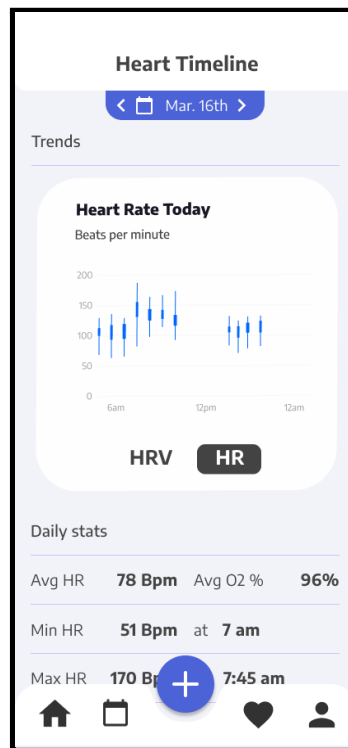 Heart Timeline
Mar. 16th
Trends
Heart Rate Today
Beats per minute
200
150
100
50
0
6am 12pm 12am
HRV HR
Daily stats
Avg HR 78 Bpm Avg O2 % 96%
Min HR 51 Bpm at 7 am
Max HR 170 7:45 am